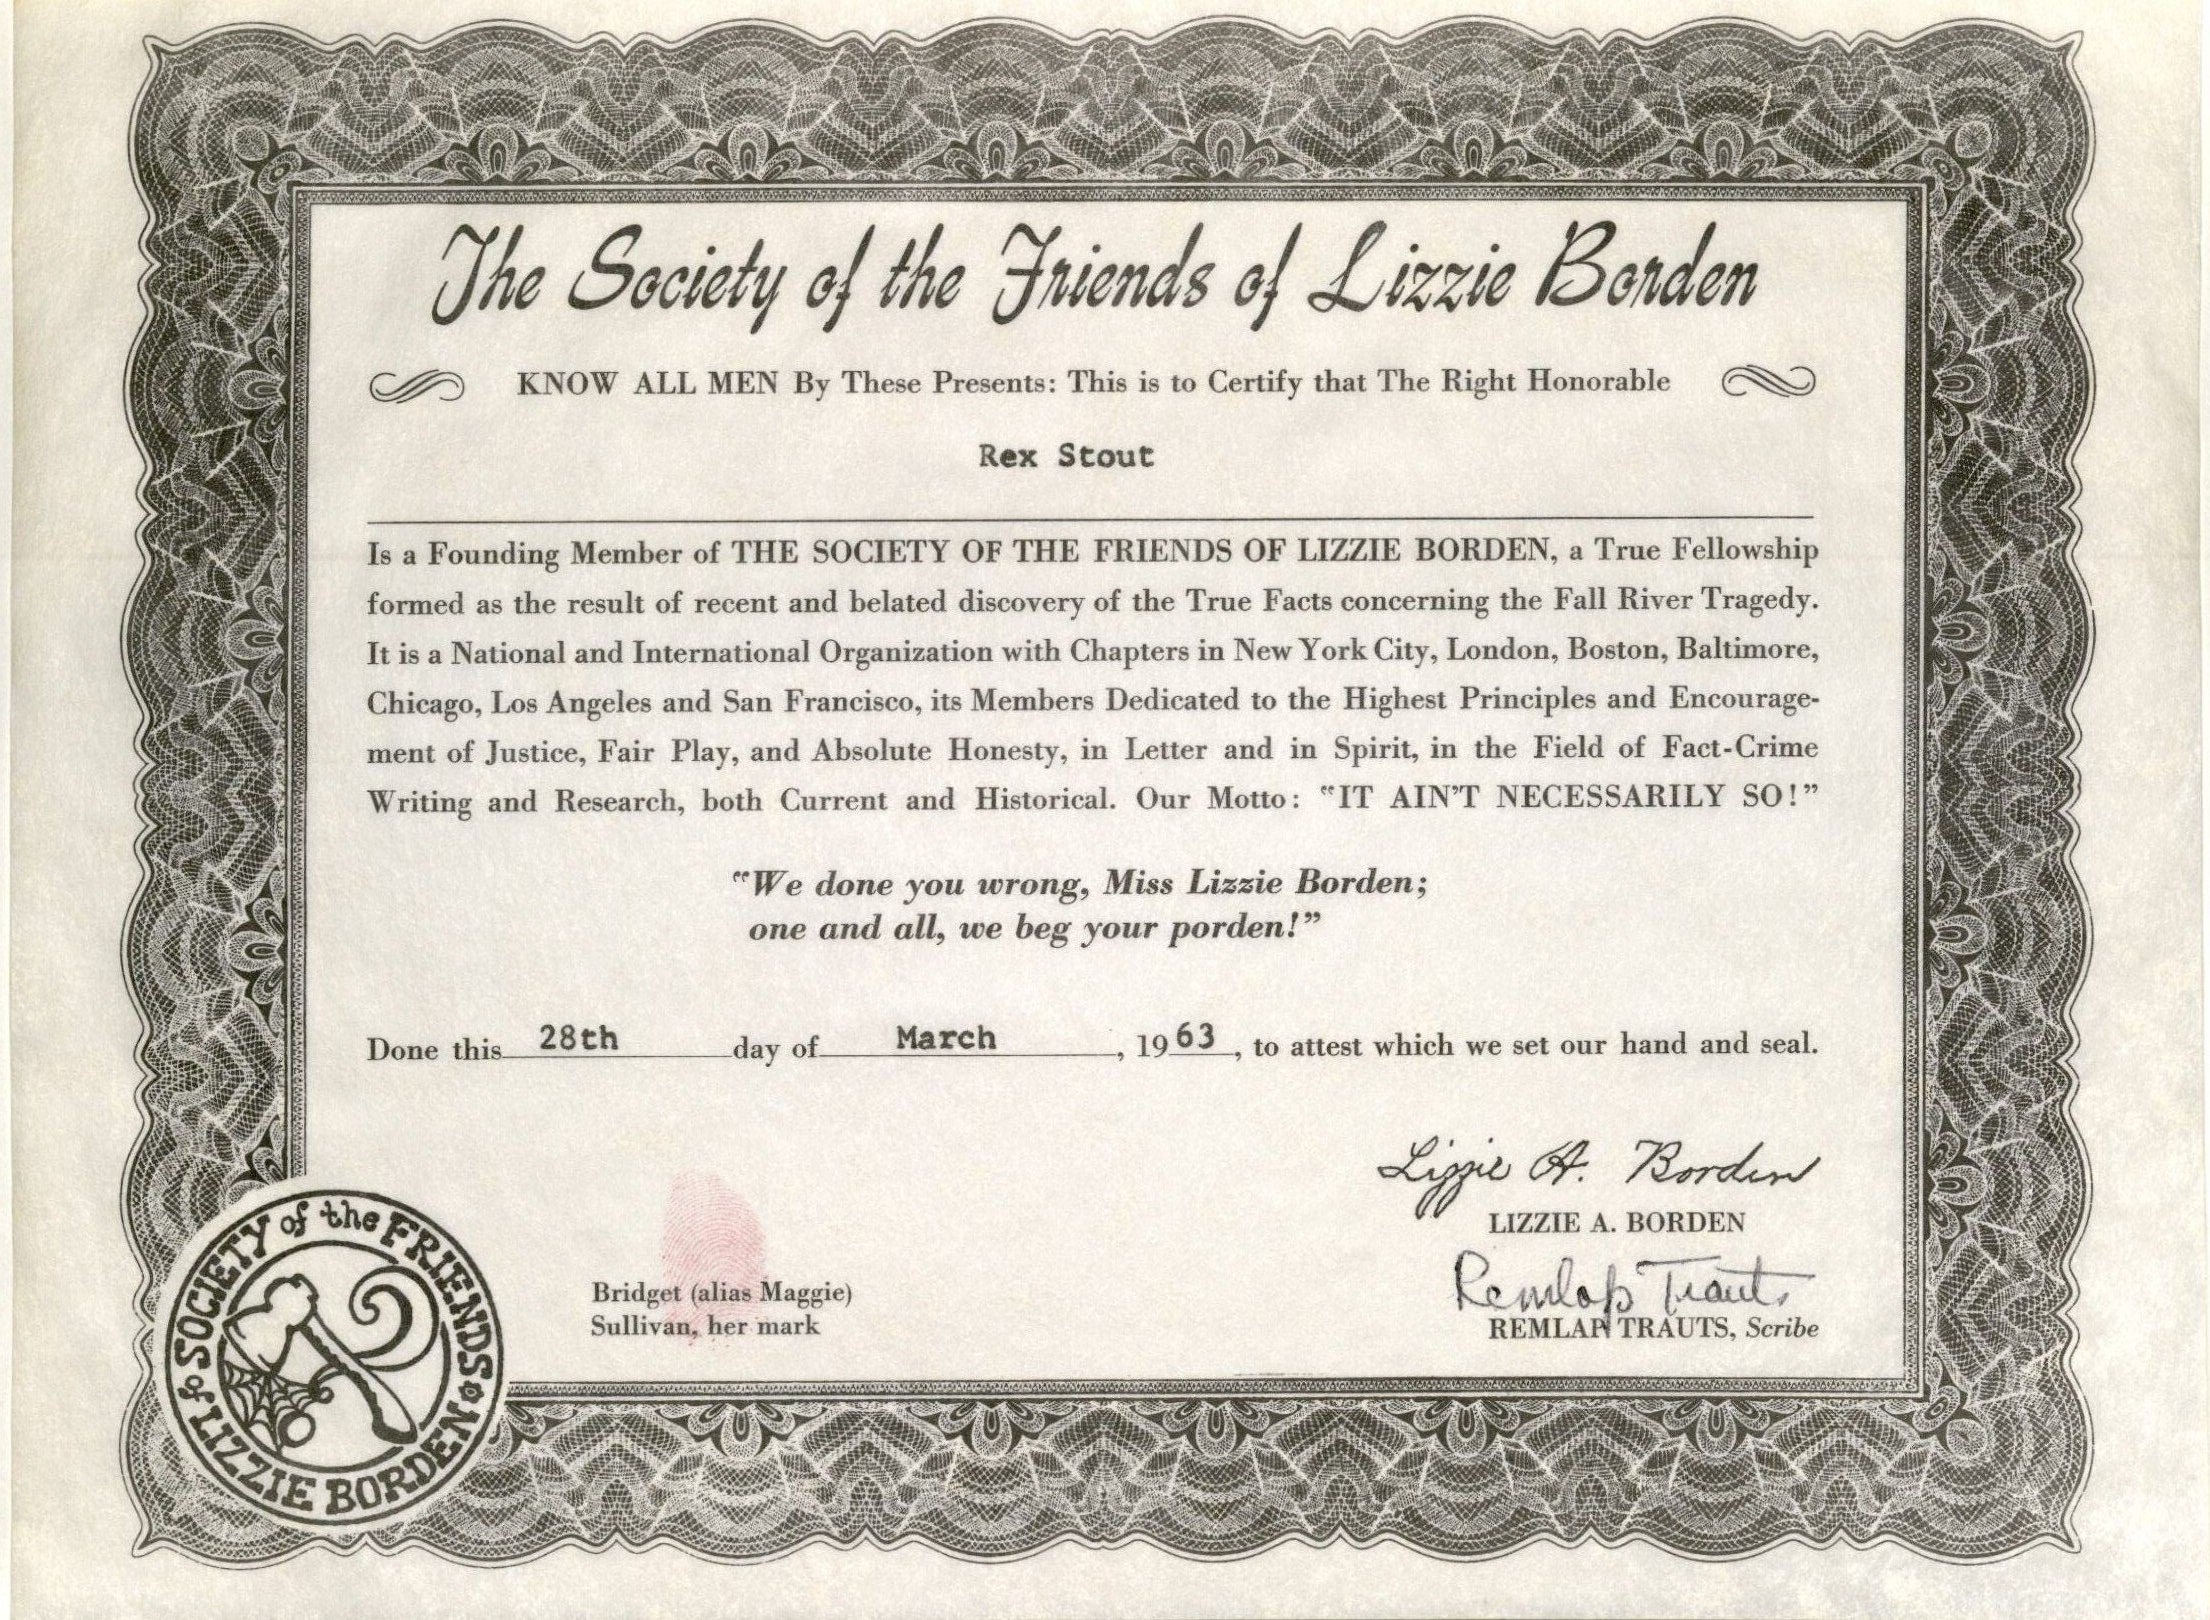 The Society of the Friends of Lizzie Borden
KNOW ALL MEN By These Presents: This is to Certify that The Right Honorable
Rex Stout
Is a Founding Member of THE SOCIETY OF THE FRIENDS OF LIZZIE BORDEN, a True Fellowship
formed as the result of recent and belated discovery of the True Facts concerning the Fall River Tragedy.
It is a National and International Organization with Chapters in New York City, London, Boston, Baltimore,
Chicago, Los Angeles and San Francisco, its Members Dedicated to the Highest Principles and Encourage-
ment of Justice, Fair Play, and Absolute Honesty, in Letter and in Spirit, in the Field of Fact-Crime
Writing and Research, both Current and Historical. Our Motto: "IT AIN'T NECESSARILY SO!"
"We done you wrong, Miss Lizzie Borden;
one and all, we beg your porden!"
Done this 28th day of March, 1963, to attest which we set our hand and seal.
Lizzie A. Borden
LIZZIE A. BORDEN
Remlap Trauts
REMLAP TRAUTS, Scribe
Bridget (alias Maggie)
Sullivan, her mark
SOCIETY of the FRIENDS
of LIZZIE BORDEN